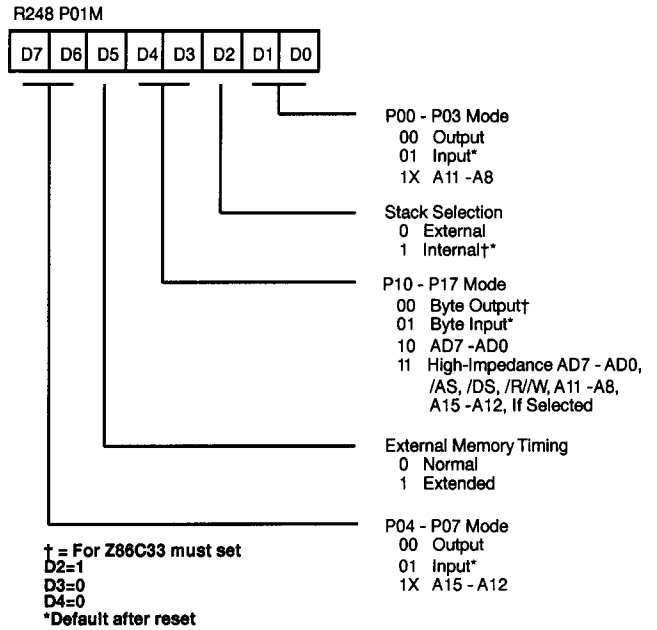 R248 P01M
D7 D6 D5 D4 D3 D2 D1 D0
P00 - P03 Mode
00 Output
01 Input*
1X A11 -A8
Stack Selection
0 External
1 Internal†*
P10 - P17 Mode
00 Byte Output†
01 Byte Input*
10 AD7 -AD0
11 High-Impedance AD7 - AD0,
/AS, /DS, /R//W, A11 -A8,
A15 -A12, If Selected
External Memory Timing
0 Normal
1 Extended
P04 - P07 Mode
00 Output
01 Input*
1X A15 - A12
† = For Z86C33 must set
D2=1
D3=0
D4=0
*Default after reset